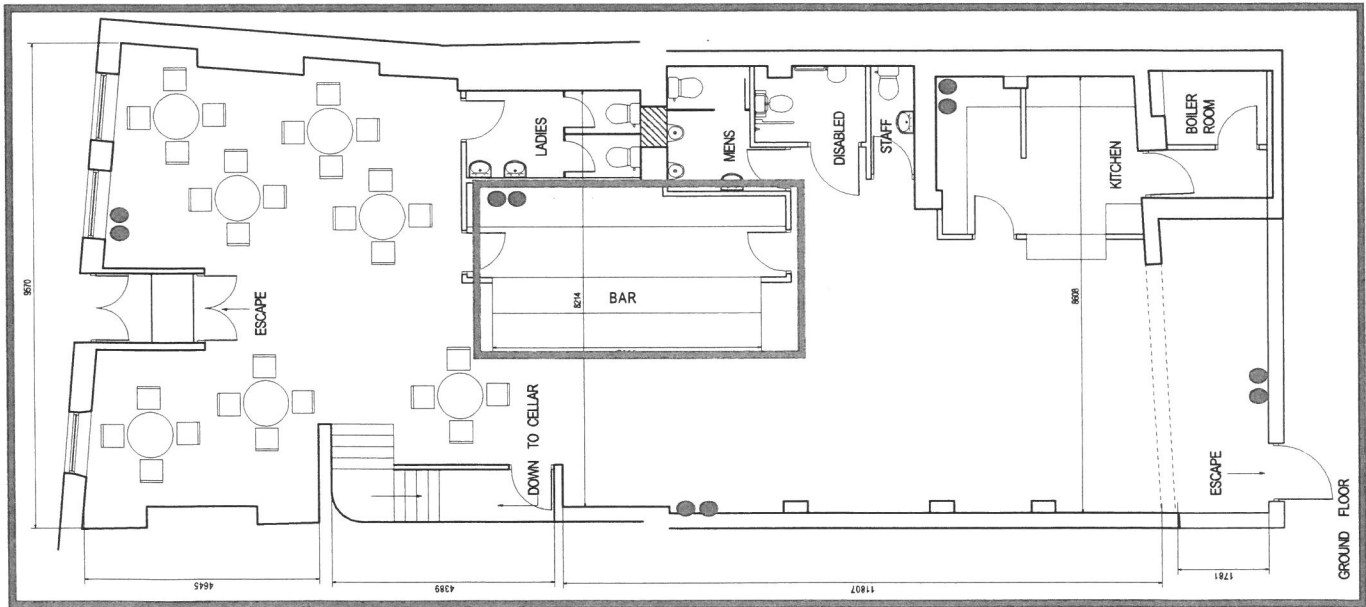 9570
ESCAPE
LADIES
MENS
DISABLED
STAFF
KITCHEN
BOILER
ROOM
8214
BAR
8608
DOWN TO CELLAR
ESCAPE
4645
4389
11807
1781
GROUND FLOOR